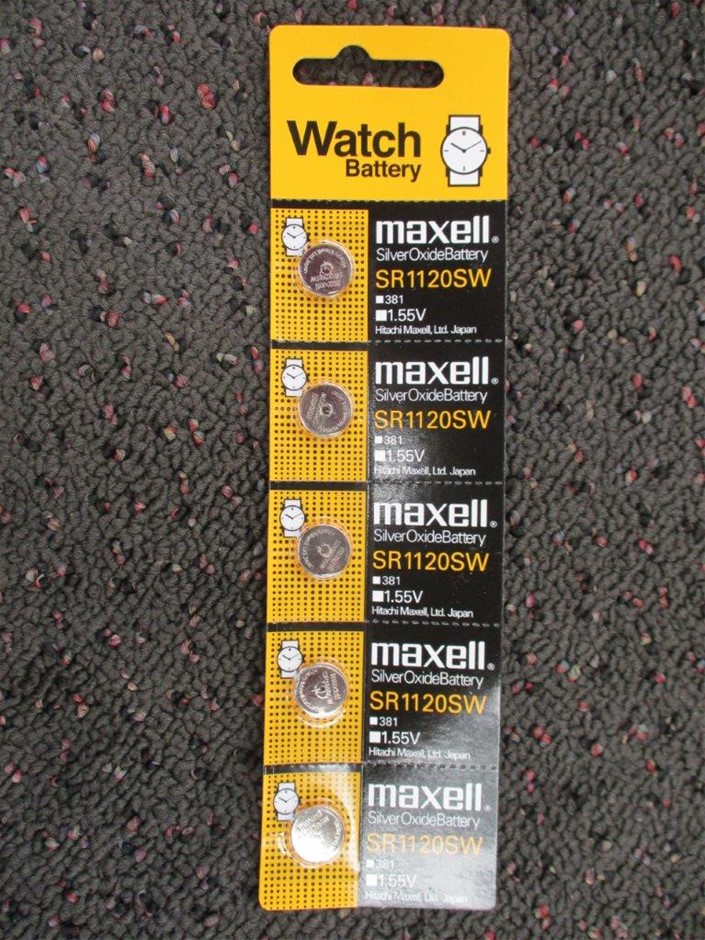 Watch
Battery
maxell®
SilverOxideBattery
SR1120SW
381
1.55V
Hitachi Maxell, Ltd. Japan
maxell®
SilverOxideBattery
SR1120SW
381
1.55V
Hitachi Maxell, Ltd. Japan
maxell®
SilverOxideBattery
SR1120SW
381
1.55V
Hitachi Maxell, Ltd. Japan
maxell®
SilverOxideBattery
SR1120SW
381
1.55V
Hitachi Maxell, Ltd. Japan
maxell®
SilverOxideBattery
SR1120SW
381
1.55V
Hitachi Maxell, Ltd. Japan